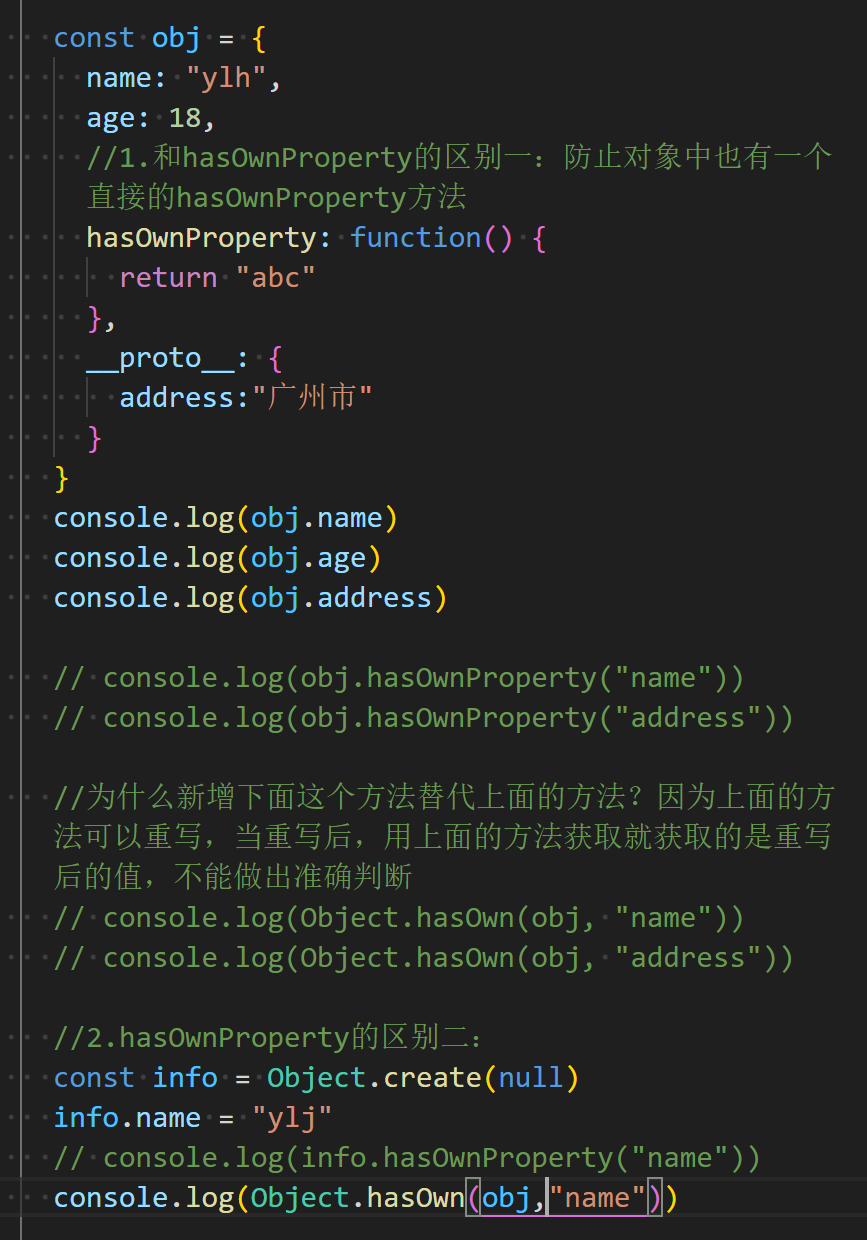 const obj = {
name: "ylh",
age: 18,
//1.和hasOwnProperty的区别一：防止对象中也有一个
直接的hasOwnProperty方法
hasOwnProperty: function() {
return "abc"
},
__proto__: {
address:"广州市"
}
}
console.log(obj.name)
console.log(obj.age)
console.log(obj.address)
// console.log(obj.hasOwnProperty("name"))
// console.log(obj.hasOwnProperty("address"))
//为什么新增下面这个方法替代上面的方法？因为上面的方
法可以重写，当重写后，用上面的方法获取就获取的是重写
后的值，不能做出准确判断
// console.log(Object.hasOwn(obj, "name"))
// console.log(Object.hasOwn(obj, "address"))
//2.hasOwnProperty的区别二：
const info = Object.create(null)
info.name = "ylj"
// console.log(info.hasOwnProperty("name"))
console.log(Object.hasOwn(obj,"name"))